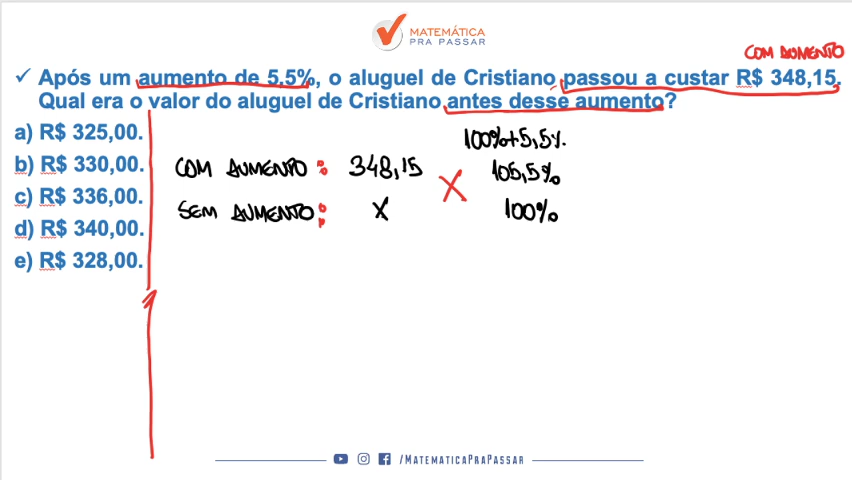 MATEMÁTICA
PRA PASSAR
COM AUMENTO
✓ Após um aumento de 5,5%, o aluguel de Cristiano passou a custar R$ 348,15.
Qual era o valor do aluguel de Cristiano antes desse aumento?
a) R$ 325,00.
b) R$ 330,00.
c) R$ 336,00.
d) R$ 340,00.
e) R$ 328,00.
100%+5,5%.
COM AUMENTO: 348,15 X 105,5%
SEM AUMENTO: X 100%
/MATEMATICAPRAPASSAR